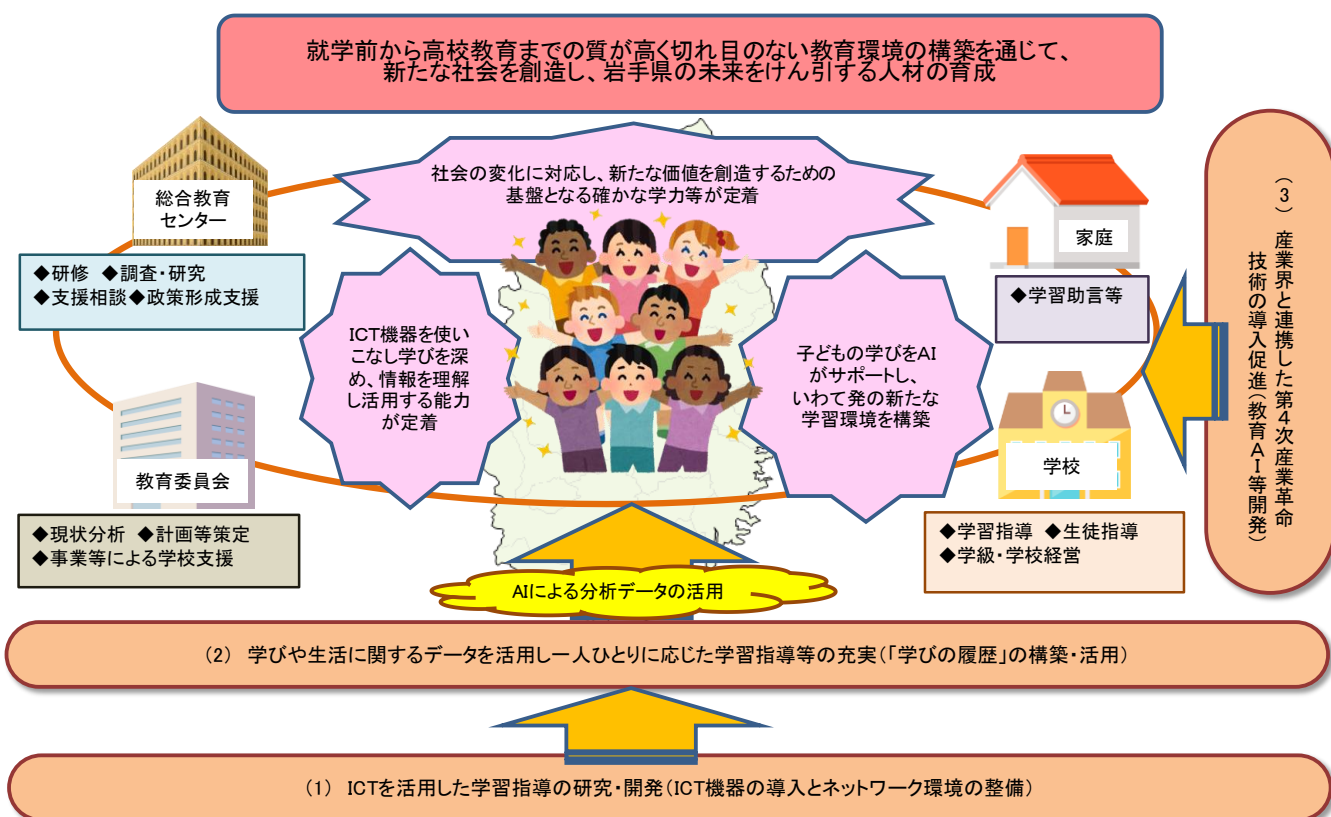 就学前から高校教育までの質が高く切れ目のない教育環境の構築を通じて、
新たな社会を創造し、岩手県の未来をけん引する人材の育成
社会の変化に対応し、新たな価値を創造するための
基盤となる確かな学力等が定着
総合教育
センター
◆研修 ◆調査・研究
◆支援相談◆政策形成支援
家庭
◆学習助言等
ICT機器を使い
こなし学びを深
め、情報を理解
し活用する能力
が定着
子どもの学びをAI
がサポートし、
いわて発の新たな
学習環境を構築
教育委員会
◆現状分析 ◆計画等策定
◆事業等による学校支援
学校
◆学習指導 ◆生徒指導
◆学級・学校経営
(3) 産業界と連携した第4次産業革命
技術の導入促進(教育AI等開発)
AIによる分析データの活用
(2) 学びや生活に関するデータを活用し一人ひとりに応じた学習指導等の充実(「学びの履歴」の構築・活用)
(1) ICTを活用した学習指導の研究・開発(ICT機器の導入とネットワーク環境の整備)